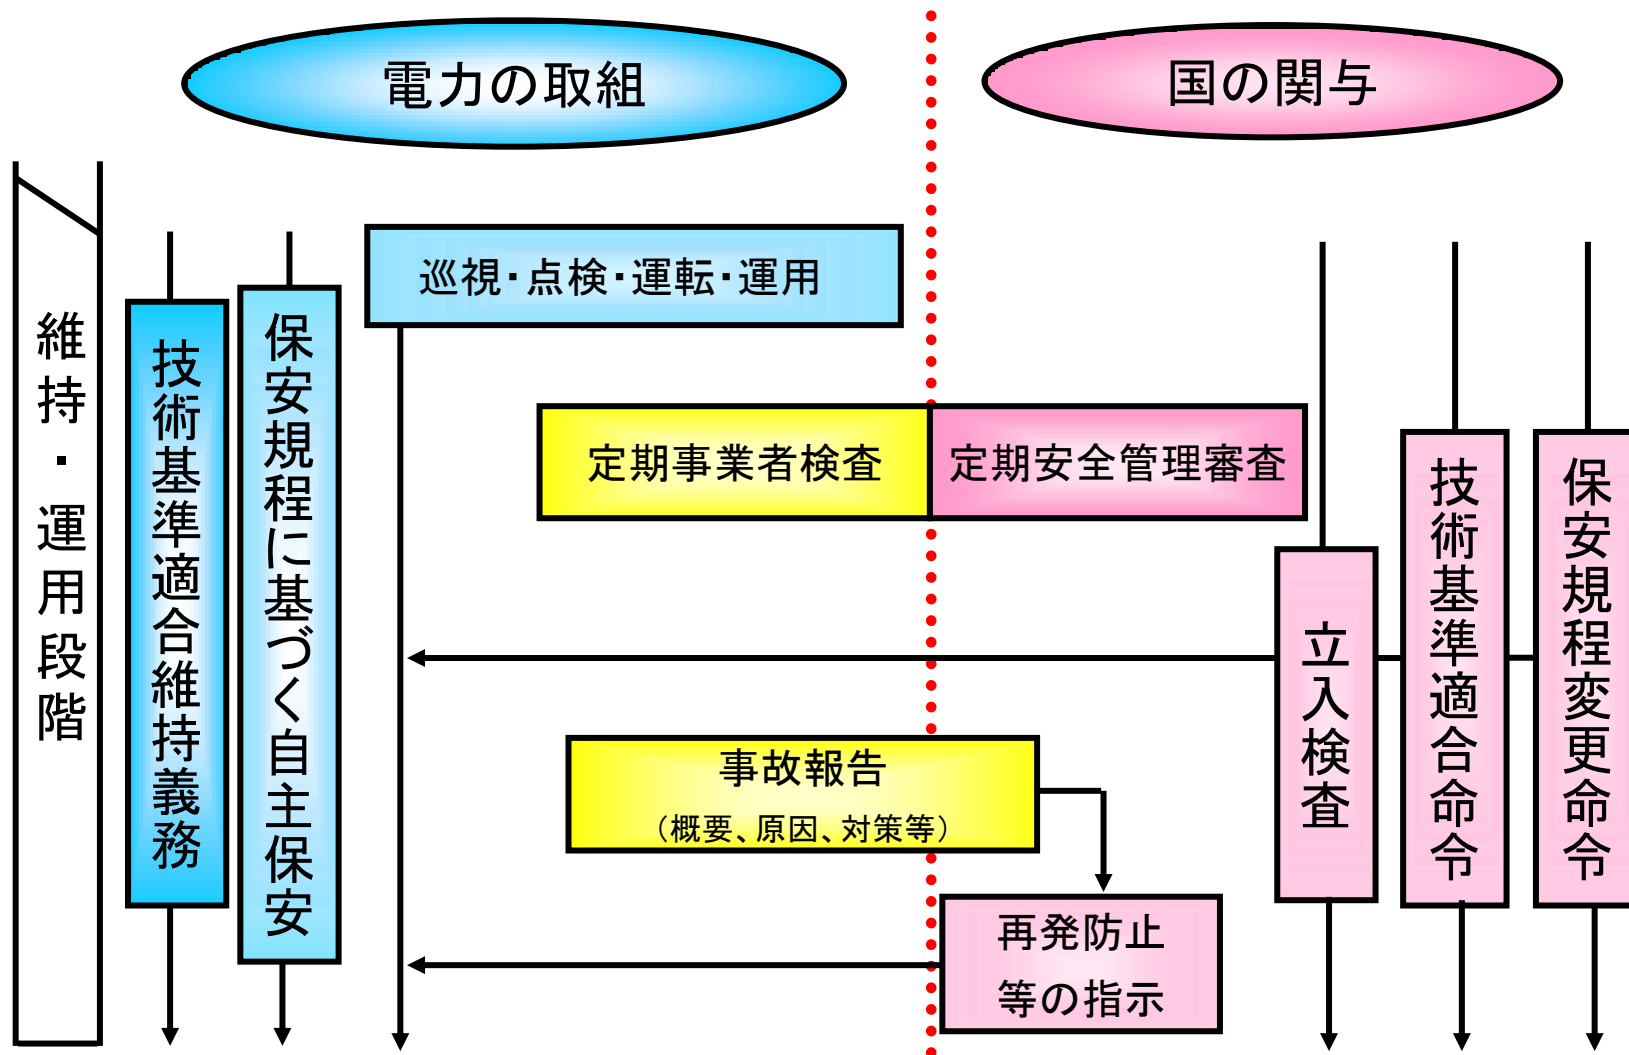 電力の取組
国の関与
維持・運用段階
技術基準適合維持義務
保安規程に基づく自主保安
巡視・点検・運転・運用
定期事業者検査
定期安全管理審査
事故報告
（概要、原因、対策等）
再発防止
等の指示
立入検査
技術基準適合命令
保安規程変更命令